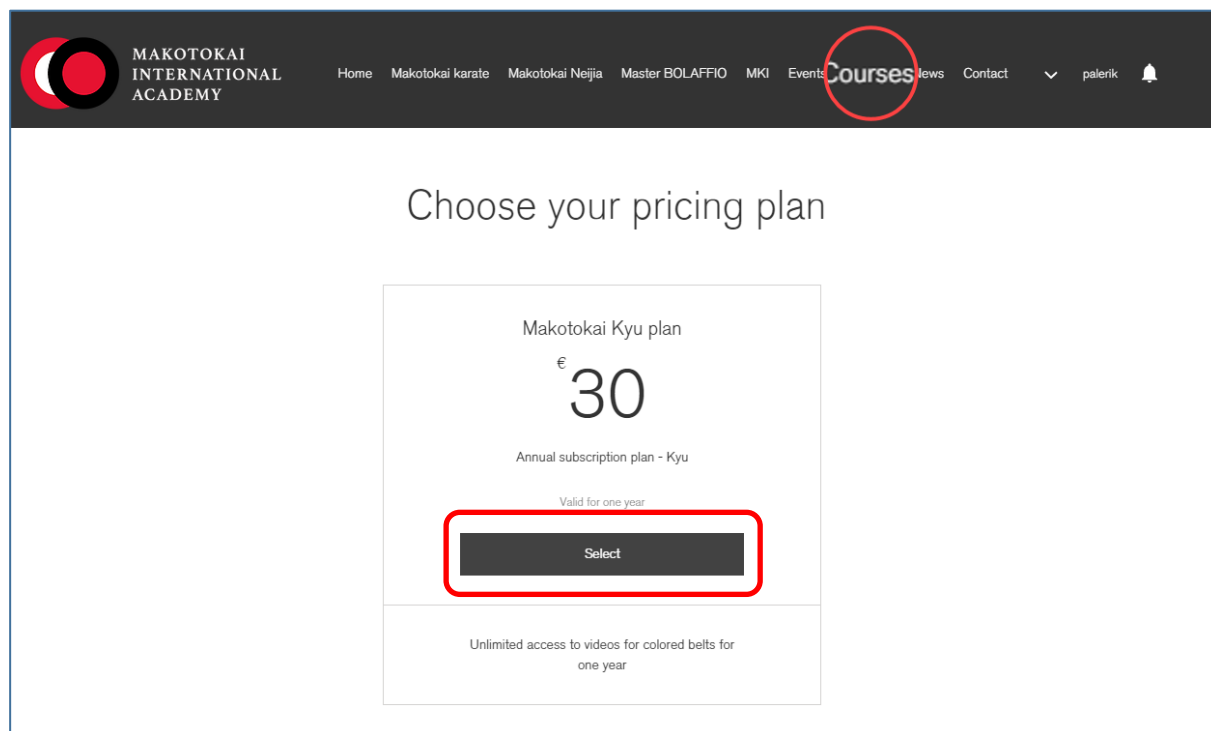 MAKOTOKAI
INTERNATIONAL
ACADEMY
Home Makotokai karate Makotokai Neijia Master BOLAFFIO MKI Events Courses News Contact palerik
Choose your pricing plan
Makotokai Kyu plan
€
30
Annual subscription plan - Kyu
Valid for one year
Select
Unlimited access to videos for colored belts for
one year